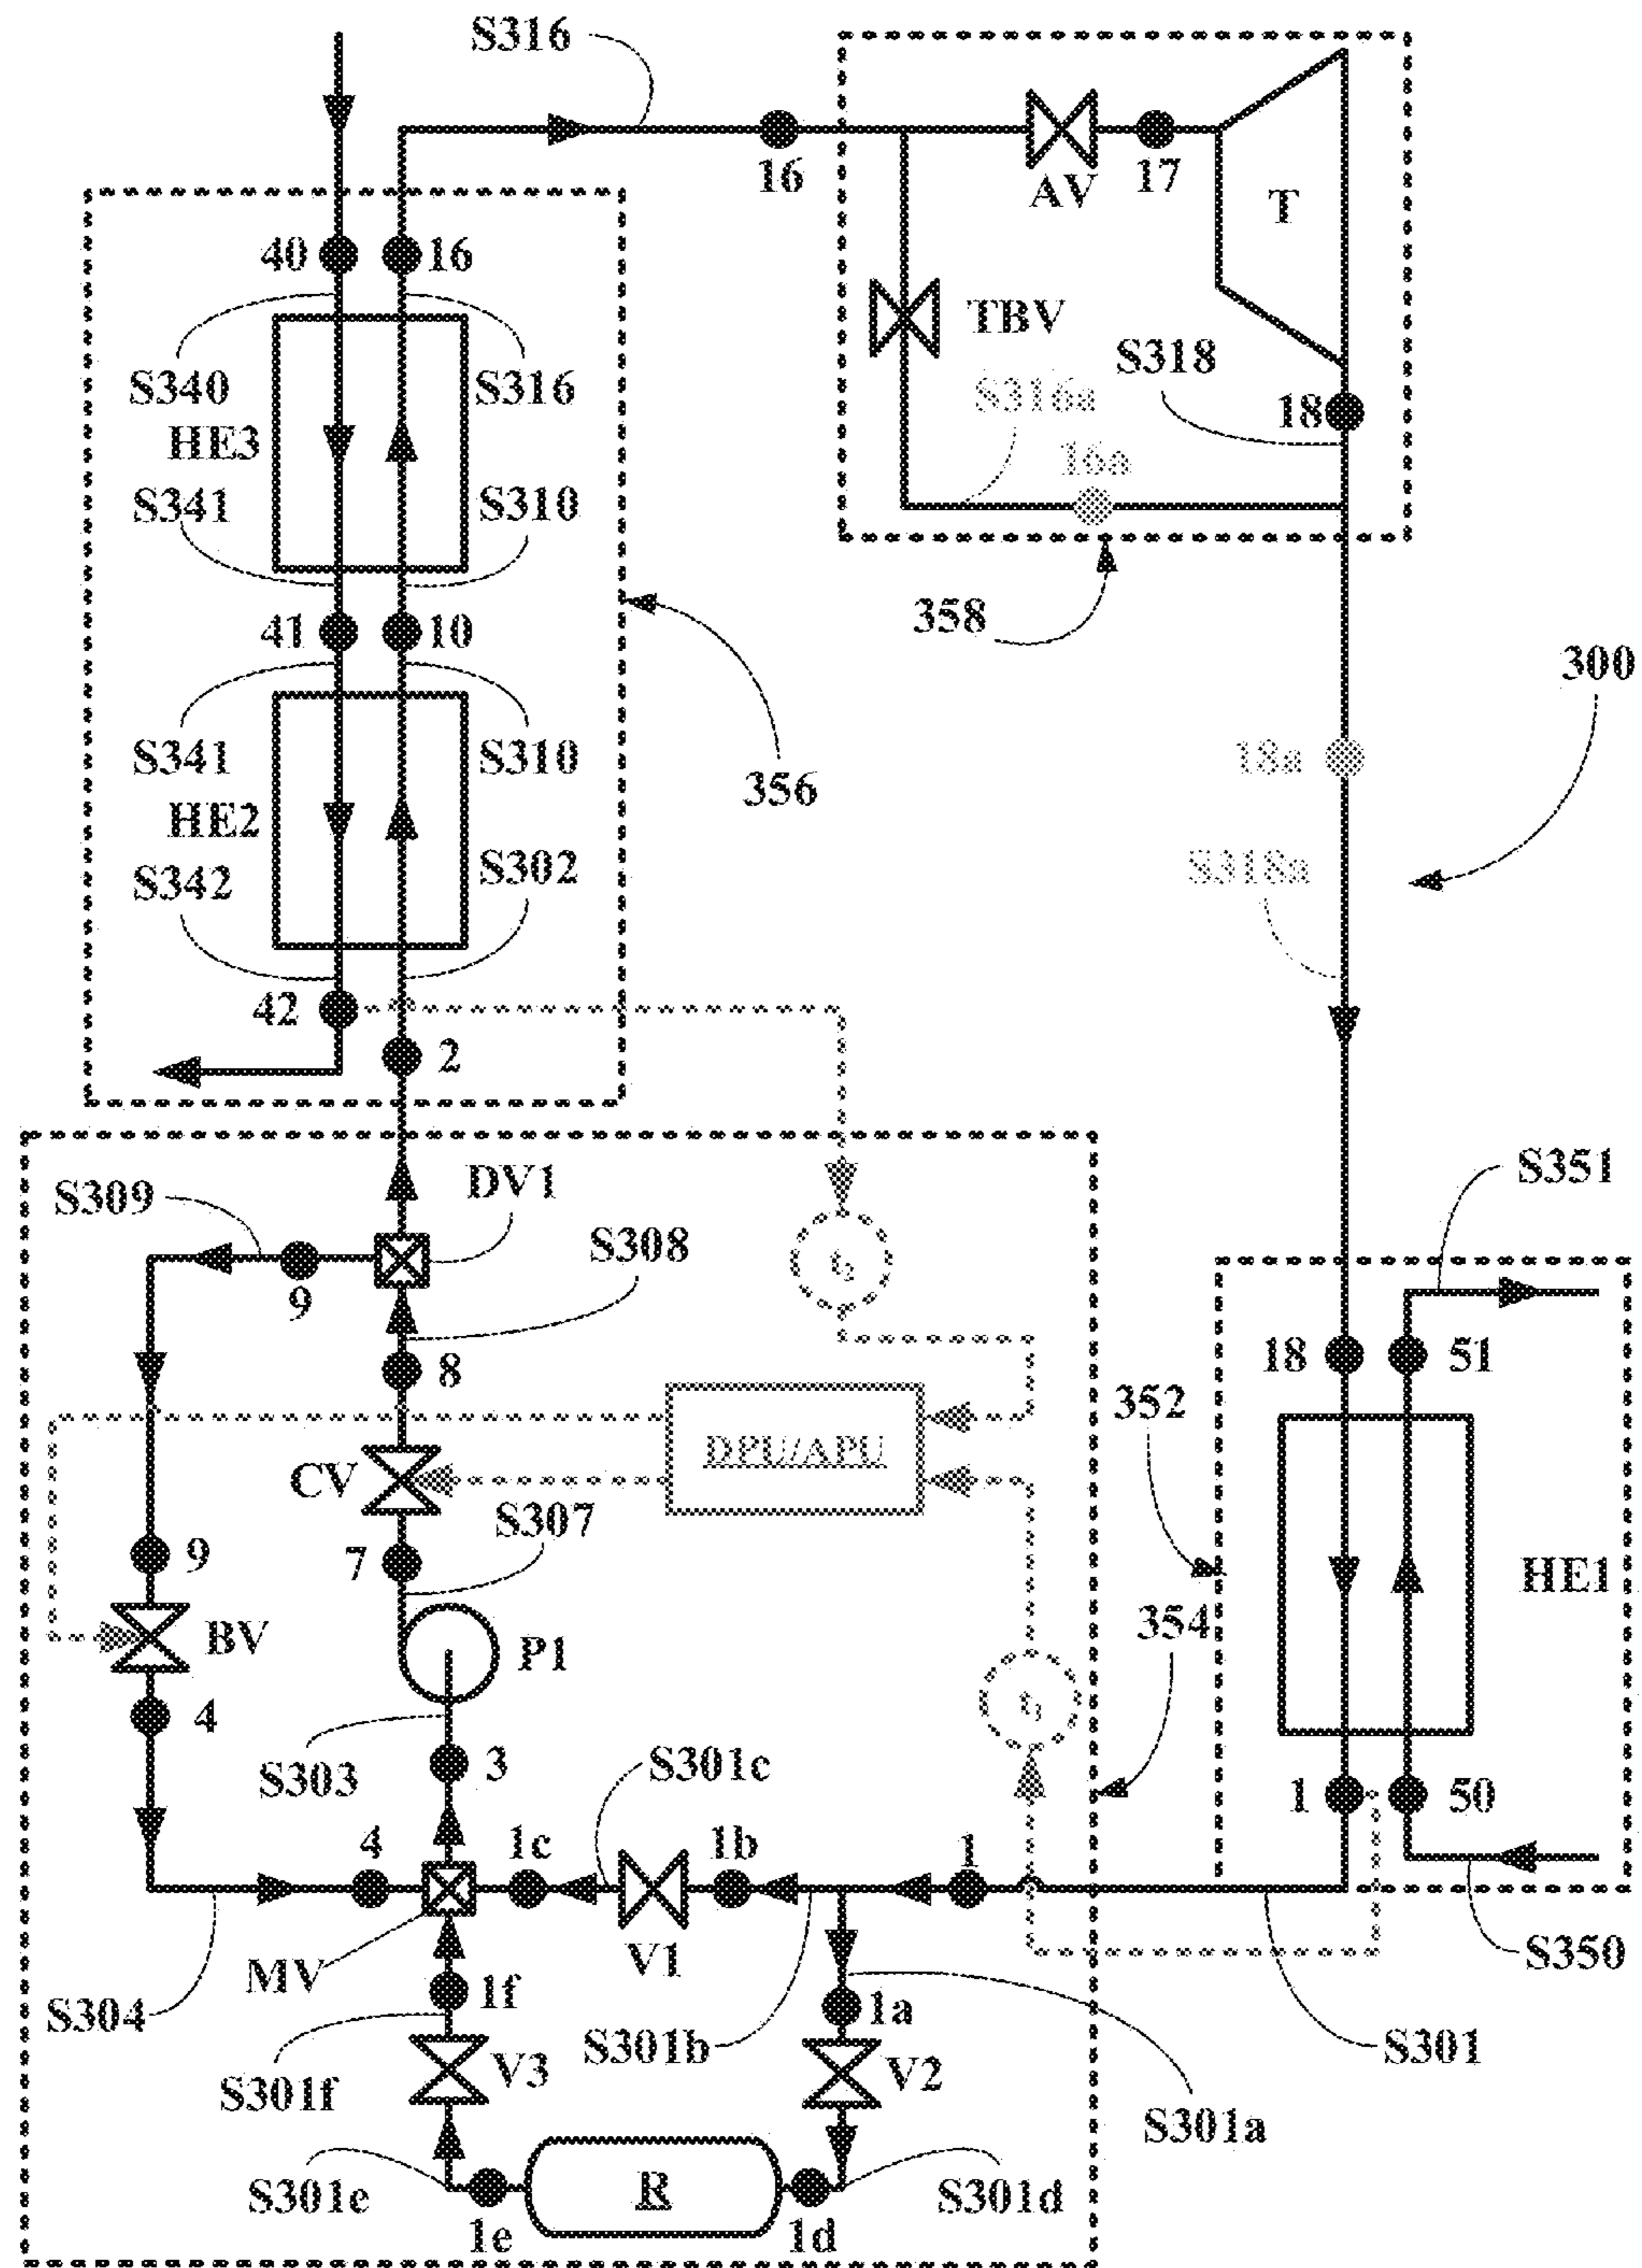 S316
16
AV
17
T
40
16
TBV
S318
S340
S316
S316a
18
HE3
16a
S341
S310
358
41
10
300
S341
S310
18a
356
HE2
S342
S302
S318a
42
2
S351
DV1
S309
S308
t₂
9
18
51
8
352
DPU/APU
CV
S307
9
7
HE1
354
BV
P1
t₁
4
S303
3
S301c
1
50
4
1c
1b
1
MV
V1
S350
1f
1a
S304
S301b
S301
V3
V2
S301f
S301a
S301e
R
S301d
1e
1d